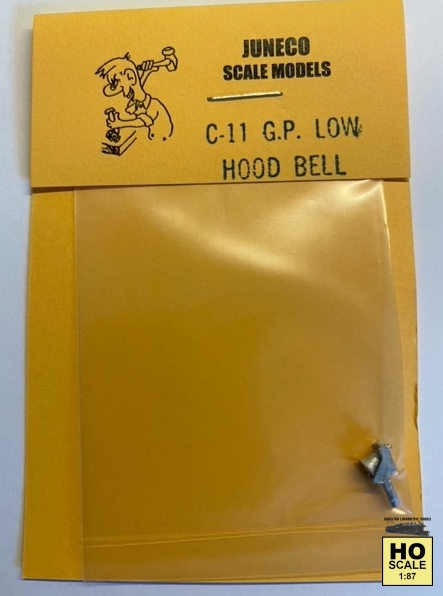 JUNECO
SCALE MODELS
C-11 G.P. LOW
HOOD BELL
HO
SCALE
1:87